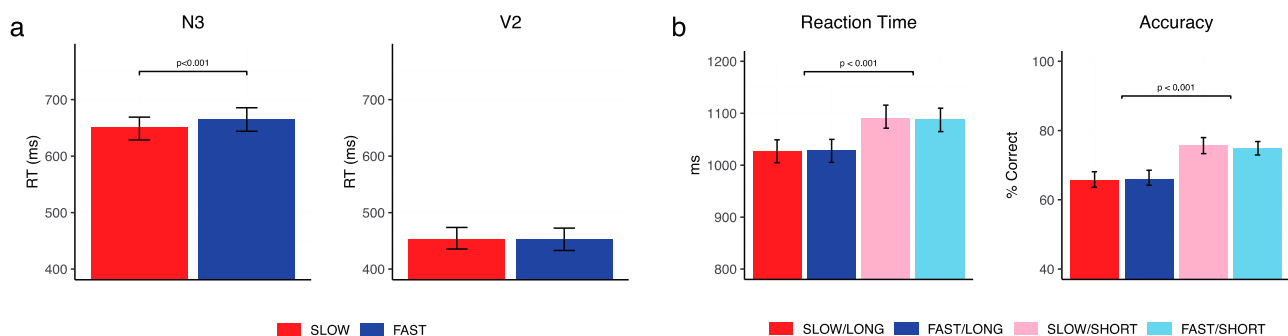 a
N3
V2
p<0.001
RT (ms)
700
600
500
400
RT (ms)
700
600
500
400
SLOW
FAST
b
Reaction Time
Accuracy
p < 0.001
ms
1200
1100
1000
900
800
p < 0.001
% Correct
100
80
60
40
SLOW/LONG
FAST/LONG
SLOW/SHORT
FAST/SHORT